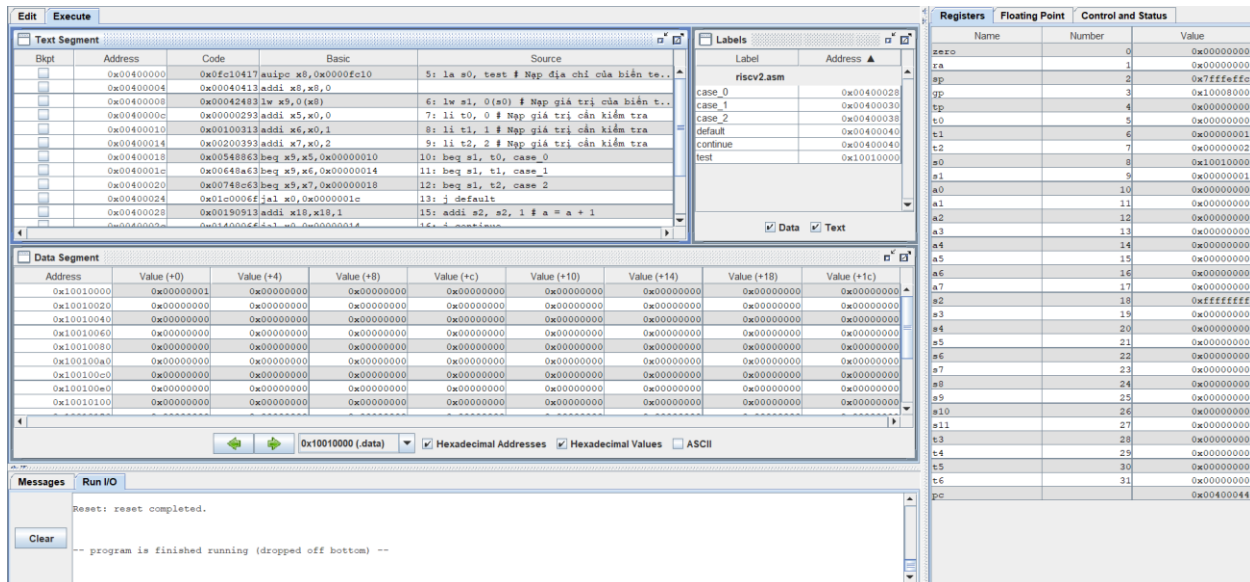 Edit Execute
Text Segment
Bkpt Address Code Basic Source
0x00400000 0x0fc10417 auipc x8,0x0000fc10 5: la s0, test # Nạp địa chỉ của biến te..
0x00400004 0x00040413 addi x8,x8,0
0x00400008 0x00042483 lw x9,0(x8) 6: lw s1, 0(s0) # Nạp giá trị của biến t..
0x0040000c 0x00000293 addi x5,x0,0 7: li t0, 0 # Nạp giá trị cần kiểm tra
0x00400010 0x00100313 addi x6,x0,1 8: li t1, 1 # Nạp giá trị cần kiểm tra
0x00400014 0x00200393 addi x7,x0,2 9: li t2, 2 # Nạp giá trị cần kiểm tra
0x00400018 0x00548863 beq x9,x5,0x00000010 10: beq s1, t0, case_0
0x0040001c 0x00648a63 beq x9,x6,0x00000014 11: beq s1, t1, case_1
0x00400020 0x00748c63 beq x9,x7,0x00000018 12: beq s1, t2, case 2
0x00400024 0x01c0006f jal x0,0x0000001c 13: j default
0x00400028 0x00190913 addi x18,x18,1 15: addi s2, s2, 1 # a = a + 1
0x0040002c 0x0140006f jal x0,0x00000014 16: j continue
Labels
Label Address ▲
riscv2.asm
case_0 0x00400028
case_1 0x00400030
case_2 0x00400038
default 0x00400040
continue 0x00400040
test 0x10010000
Data Text
Data Segment
Address Value (+0) Value (+4) Value (+8) Value (+c) Value (+10) Value (+14) Value (+18) Value (+1c)
0x10010000 0x00000001 0x00000000 0x00000000 0x00000000 0x00000000 0x00000000 0x00000000 0x00000000
0x10010020 0x00000000 0x00000000 0x00000000 0x00000000 0x00000000 0x00000000 0x00000000 0x00000000
0x10010040 0x00000000 0x00000000 0x00000000 0x00000000 0x00000000 0x00000000 0x00000000 0x00000000
0x10010060 0x00000000 0x00000000 0x00000000 0x00000000 0x00000000 0x00000000 0x00000000 0x00000000
0x10010080 0x00000000 0x00000000 0x00000000 0x00000000 0x00000000 0x00000000 0x00000000 0x00000000
0x100100a0 0x00000000 0x00000000 0x00000000 0x00000000 0x00000000 0x00000000 0x00000000 0x00000000
0x100100c0 0x00000000 0x00000000 0x00000000 0x00000000 0x00000000 0x00000000 0x00000000 0x00000000
0x100100e0 0x00000000 0x00000000 0x00000000 0x00000000 0x00000000 0x00000000 0x00000000 0x00000000
0x10010100 0x00000000 0x00000000 0x00000000 0x00000000 0x00000000 0x00000000 0x00000000 0x00000000
0x10010000 (.data) Hexadecimal Addresses Hexadecimal Values ASCII
Messages Run I/O
Clear
Reset: reset completed.
-- program is finished running (dropped off bottom) --
Registers Floating Point Control and Status
Name Number Value
zero 0 0x00000000
ra 1 0x00000000
sp 2 0x7fffeffc
gp 3 0x10008000
tp 4 0x00000000
t0 5 0x00000000
t1 6 0x00000001
t2 7 0x00000002
s0 8 0x10010000
s1 9 0x00000001
a0 10 0x00000000
a1 11 0x00000000
a2 12 0x00000000
a3 13 0x00000000
a4 14 0x00000000
a5 15 0x00000000
a6 16 0x00000000
a7 17 0x00000000
s2 18 0xffffffff
s3 19 0x00000000
s4 20 0x00000000
s5 21 0x00000000
s6 22 0x00000000
s7 23 0x00000000
s8 24 0x00000000
s9 25 0x00000000
s10 26 0x00000000
s11 27 0x00000000
t3 28 0x00000000
t4 29 0x00000000
t5 30 0x00000000
t6 31 0x00000000
pc 0x00400044